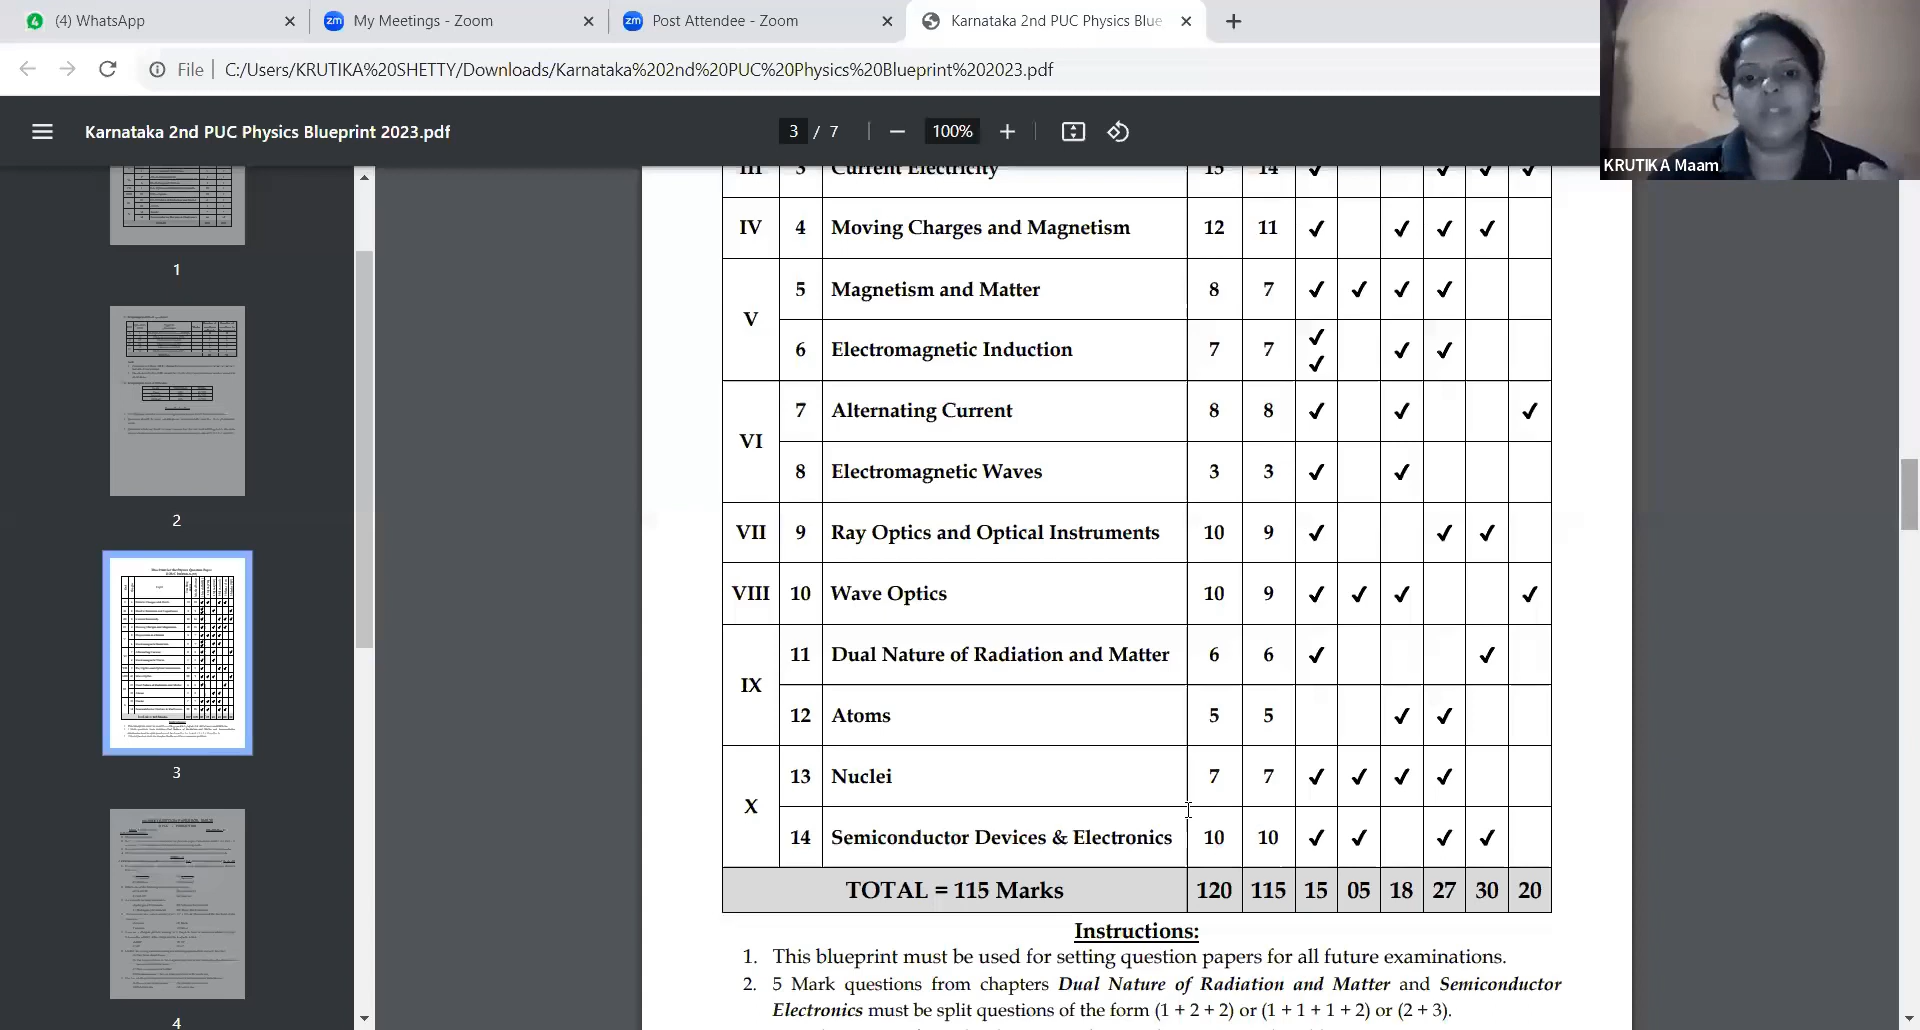 (4) WhatsApp
My Meetings - Zoom
Post Attendee - Zoom
Karnataka 2nd PUC Physics Blue
File
C:/Users/KRUTIKA%20SHETTY/Downloads/Karnataka%202nd%20PUC%20Physics%20Blueprint%202023.pdf
KRUTIKA Maam
Karnataka 2nd PUC Physics Blueprint 2023.pdf
3 / 7
100%
1
2
3
4
III 3 Current Electricity 15 14 ✓ ✓ ✓ ✓
IV 4 Moving Charges and Magnetism 12 11 ✓ ✓ ✓ ✓
V
5 Magnetism and Matter 8 7 ✓ ✓ ✓ ✓
6 Electromagnetic Induction 7 7 ✓ ✓ ✓ ✓
VI
7 Alternating Current 8 8 ✓ ✓ ✓
8 Electromagnetic Waves 3 3 ✓ ✓
VII 9 Ray Optics and Optical Instruments 10 9 ✓ ✓ ✓
VIII 10 Wave Optics 10 9 ✓ ✓ ✓ ✓
IX
11 Dual Nature of Radiation and Matter 6 6 ✓ ✓
12 Atoms 5 5 ✓ ✓
X
13 Nuclei 7 7 ✓ ✓ ✓ ✓
14 Semiconductor Devices & Electronics 10 10 ✓ ✓ ✓ ✓
TOTAL = 115 Marks 120 115 15 05 18 27 30 20
Instructions:
1. This blueprint must be used for setting question papers for all future examinations.
2. 5 Mark questions from chapters Dual Nature of Radiation and Matter and Semiconductor
Electronics must be split questions of the form (1 + 2 + 2) or (1 + 1 + 1 + 2) or (2 + 3).